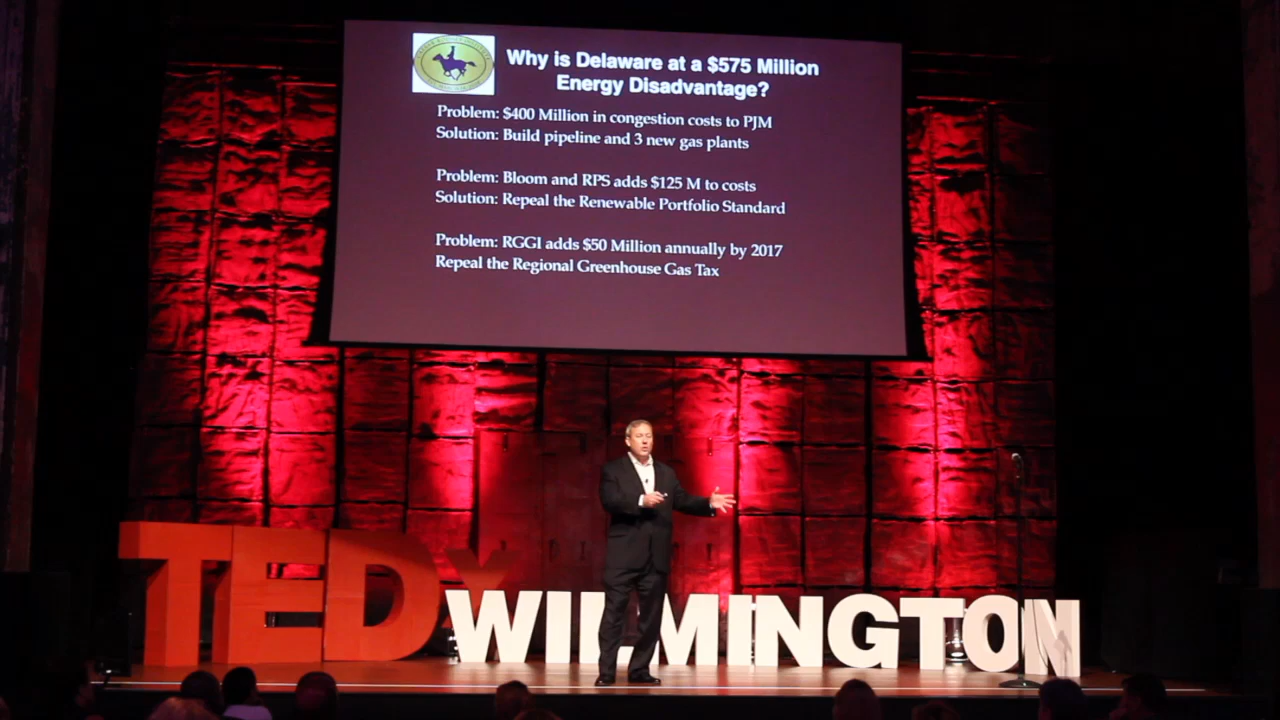 Why is Delaware at a $575 Million
Energy Disadvantage?
Problem: $400 Million in congestion costs to PJM
Solution: Build pipeline and 3 new gas plants
Problem: Bloom and RPS adds $125 M to costs
Solution: Repeal the Renewable Portfolio Standard
Problem: RGGI adds $50 Million annually by 2017
Repeal the Regional Greenhouse Gas Tax
TEDx
WILMINGTON